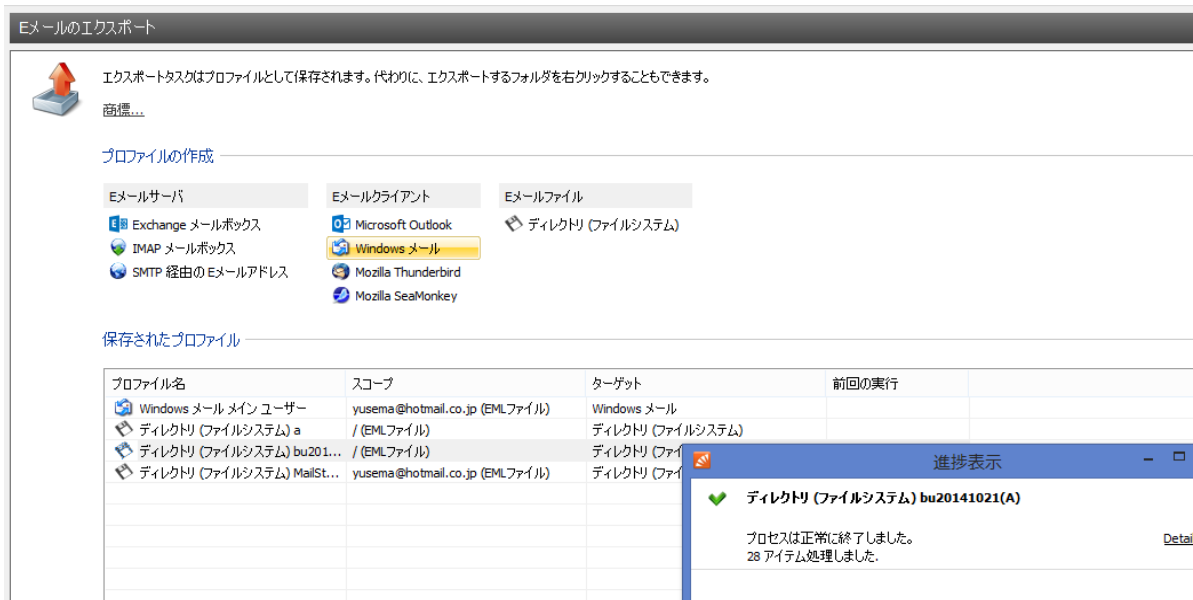 Eメールのエクスポート
エクスポートタスクはプロファイルとして保存されます。代わりに、エクスポートするフォルダを右クリックすることもできます。
商標...
プロファイルの作成
Eメールサーバ Eメールクライアント Eメールファイル
Exchange メールボックス Microsoft Outlook ディレクトリ (ファイルシステム)
IMAP メールボックス Windows メール
SMTP 経由のEメールアドレス Mozilla Thunderbird
Mozilla SeaMonkey
保存されたプロファイル
プロファイル名 スコープ ターゲット 前回の実行
Windows メール メイン ユーザー yusema@hotmail.co.jp (EMLファイル) Windows メール
ディレクトリ (ファイルシステム) a / (EMLファイル) ディレクトリ (ファイルシステム)
ディレクトリ (ファイルシステム) bu201... / (EMLファイル) ディレクトリ (ファイ
ディレクトリ (ファイルシステム) MailSt... yusema@hotmail.co.jp (EMLファイル) ディレクトリ (ファイ
進捗表示
ディレクトリ (ファイルシステム) bu20141021(A)
プロセスは正常に終了しました。 Detai
28 アイテム処理しました.